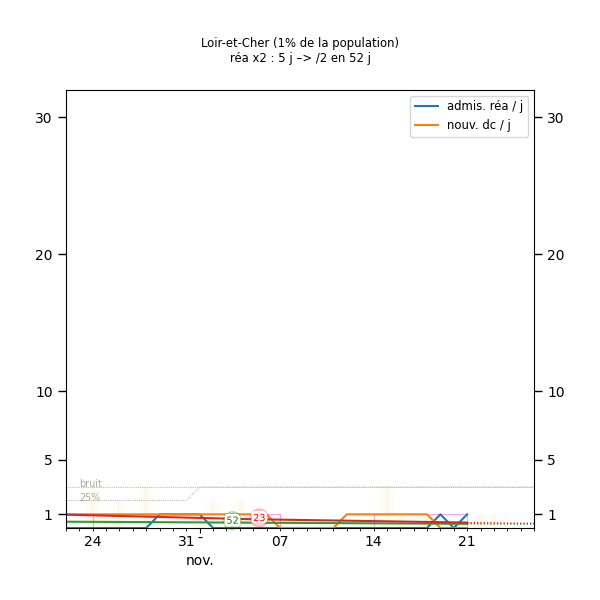 Loir-et-Cher (1% de la population)
réa x2 : 5 j –> /2 en 52 j
admis. réa / j
nouv. dc / j
30 30
20 20
10 10
5 5
bruit
25%
1 52 23 1
24 31 - 07 14 21
nov.